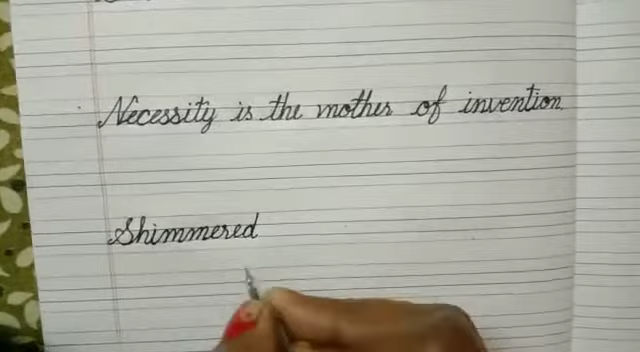 Necessity is the mother of invention.
Shimmered